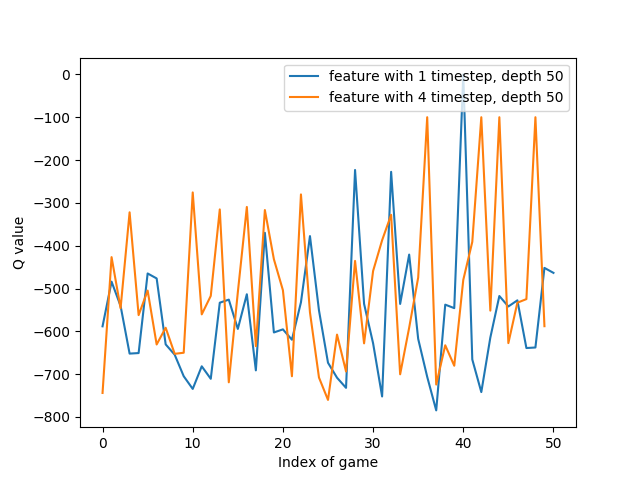 feature with 1 timestep, depth 50
feature with 4 timestep, depth 50
0
−100
−200
−300
−400
−500
−600
−700
−800
Q value
0 10 20 30 40 50
Index of game